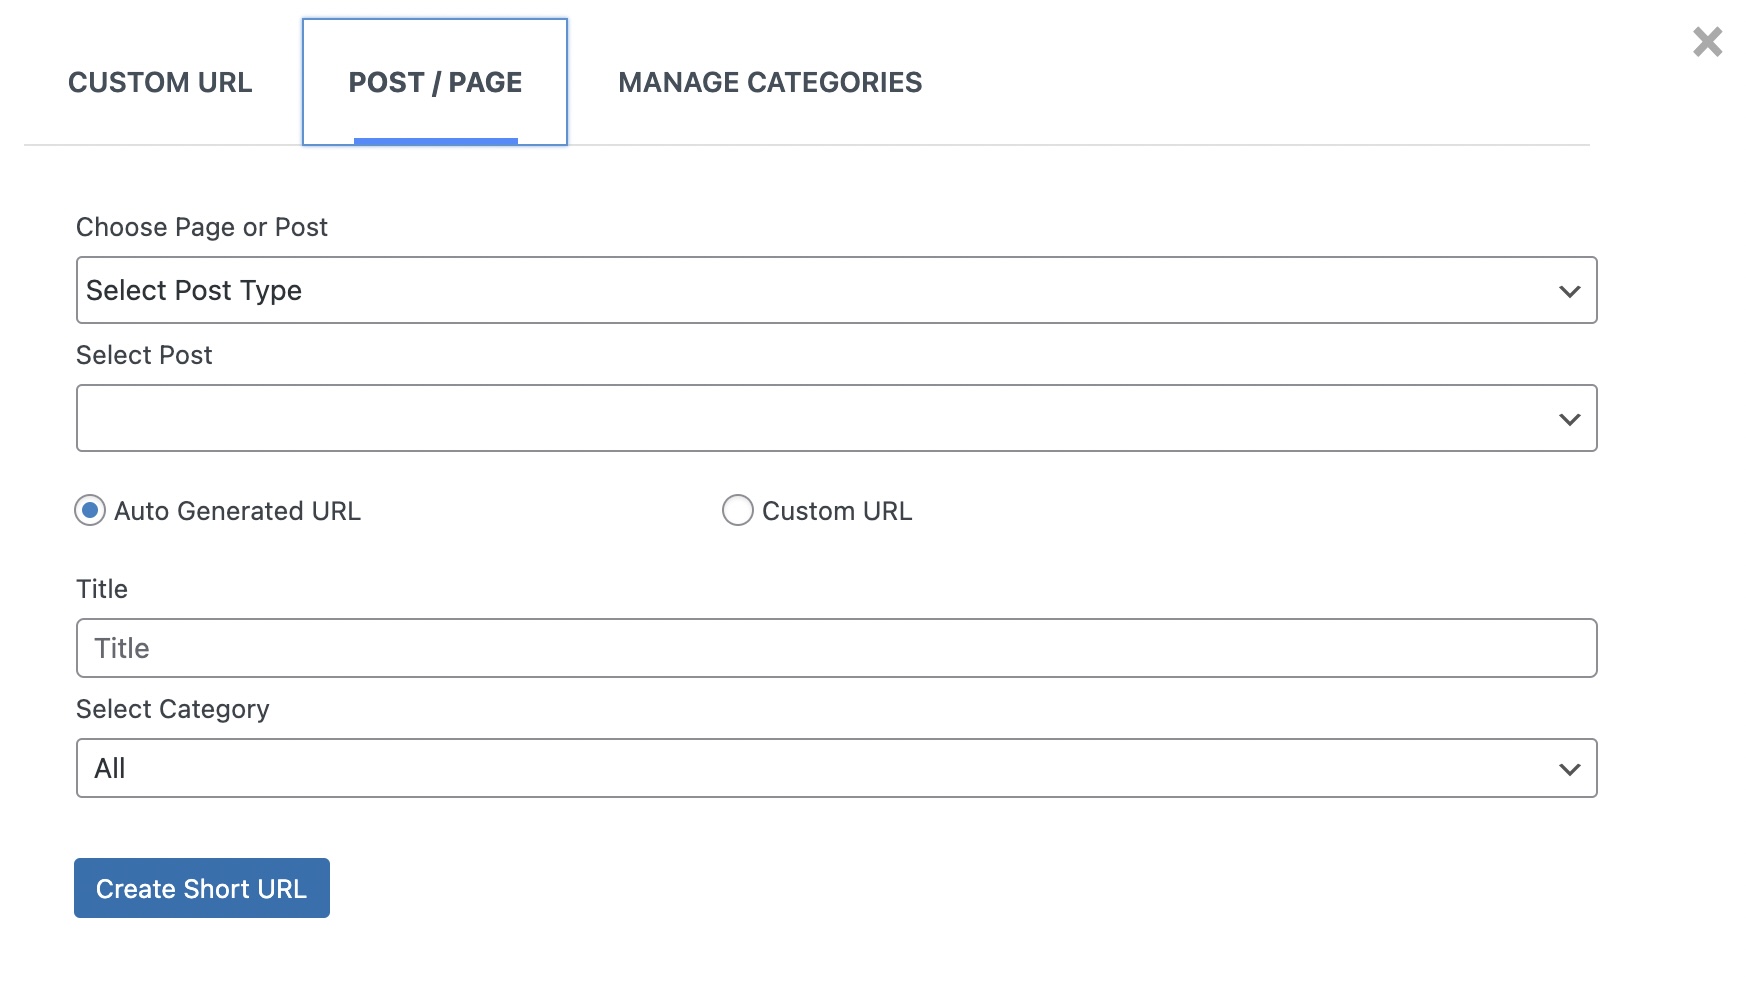 CUSTOM URL
POST / PAGE
MANAGE CATEGORIES
Choose Page or Post
Select Post Type
Select Post
Auto Generated URL
Custom URL
Title
Title
Select Category
All
Create Short URL